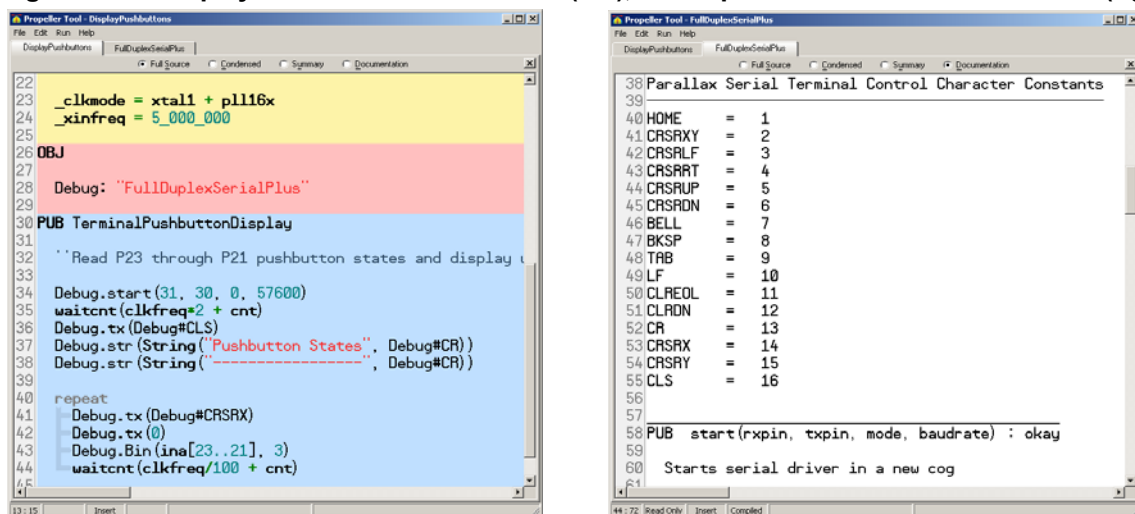 Propeller Tool - DisplayPushbuttons
File Edit Run Help
DisplayPushbuttons FullDuplexSerialPlus
Full Source Condensed Summary Documentation
22
23 _clkmode = xtal1 + pll16x
24 _xinfreq = 5_000_000
25
26 OBJ
27
28 Debug: "FullDuplexSerialPlus"
29
30 PUB TerminalPushbuttonDisplay
31
32 ''Read P23 through P21 pushbutton states and display
33
34 Debug.start(31, 30, 0, 57600)
35 waitcnt(clkfreq*2 + cnt)
36 Debug.tx(Debug#CLS)
37 Debug.str(String("Pushbutton States", Debug#CR))
38 Debug.str(String("-----------------", Debug#CR))
39
40 repeat
41 Debug.tx(Debug#CRSRX)
42 Debug.tx(0)
43 Debug.Bin(ina[23..21], 3)
44 waitcnt(clkfreq/100 + cnt)
45
13 : 15 Insert
Propeller Tool - FullDuplexSerialPlus
File Edit Run Help
DisplayPushbuttons FullDuplexSerialPlus
Full Source Condensed Summary Documentation
38 Parallax Serial Terminal Control Character Constants
39
40 HOME = 1
41 CRSRXY = 2
42 CRSRLF = 3
43 CRSRRT = 4
44 CRSRUP = 5
45 CRSRDN = 6
46 BELL = 7
47 BKSP = 8
48 TAB = 9
49 LF = 10
50 CLREOL = 11
51 CLRDN = 12
52 CR = 13
53 CRSRX = 14
54 CRSRY = 15
55 CLS = 16
56
57
58 PUB start(rxpin, txpin, mode, baudrate) : okay
59
60 Starts serial driver in a new cog
61
44 : 72 Read Only Insert Compiled